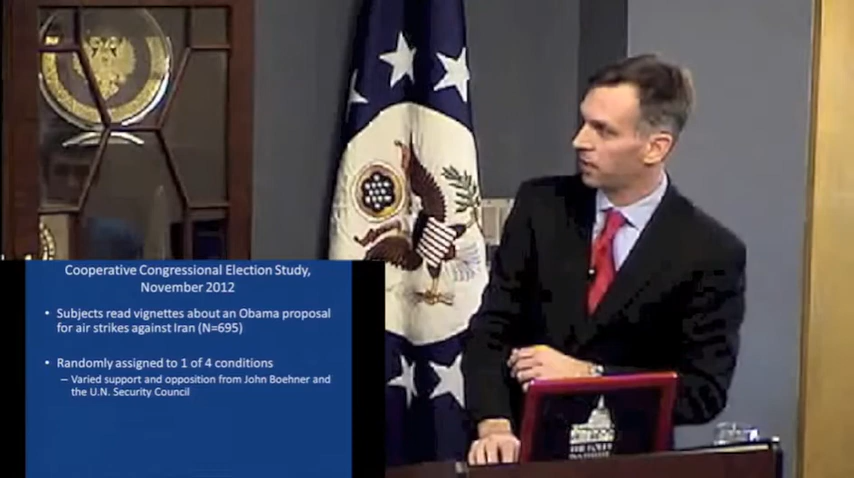 Cooperative Congressional Election Study,
November 2012
• Subjects read vignettes about an Obama proposal
for air strikes against Iran (N=695)
• Randomly assigned to 1 of 4 conditions
– Varied support and opposition from John Boehner and
the U.N. Security Council